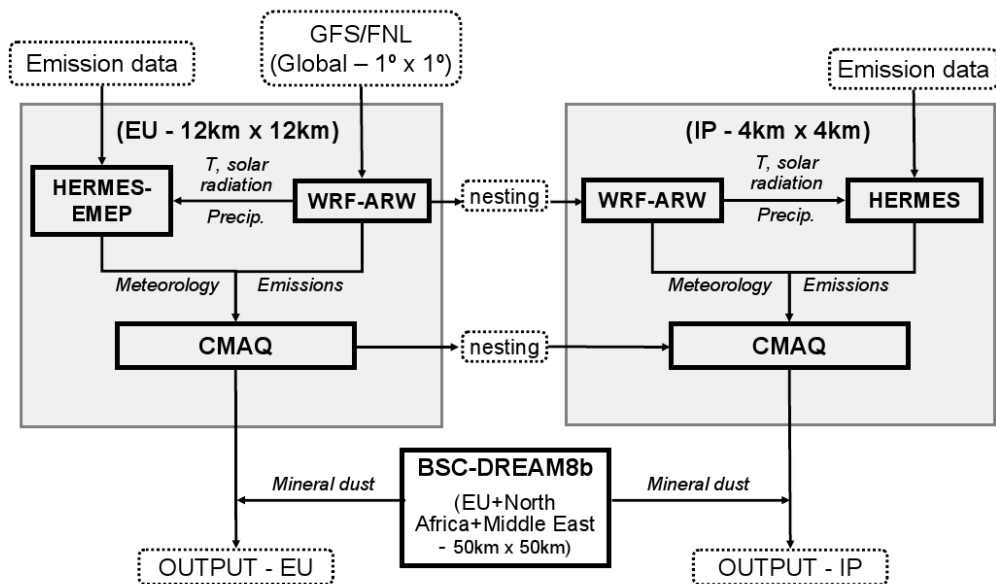 Emission data
GFS/FNL
(Global – 1º x 1º)
Emission data
(EU - 12km x 12km)
HERMES-
EMEP
T, solar
radiation
Precip.
WRF-ARW
nesting
Meteorology
Emissions
CMAQ
nesting
(IP - 4km x 4km)
WRF-ARW
T, solar
radiation
Precip.
HERMES
Meteorology
Emissions
CMAQ
Mineral dust
BSC-DREAM8b
(EU+North
Africa+Middle East
- 50km x 50km)
Mineral dust
OUTPUT - EU
OUTPUT - IP